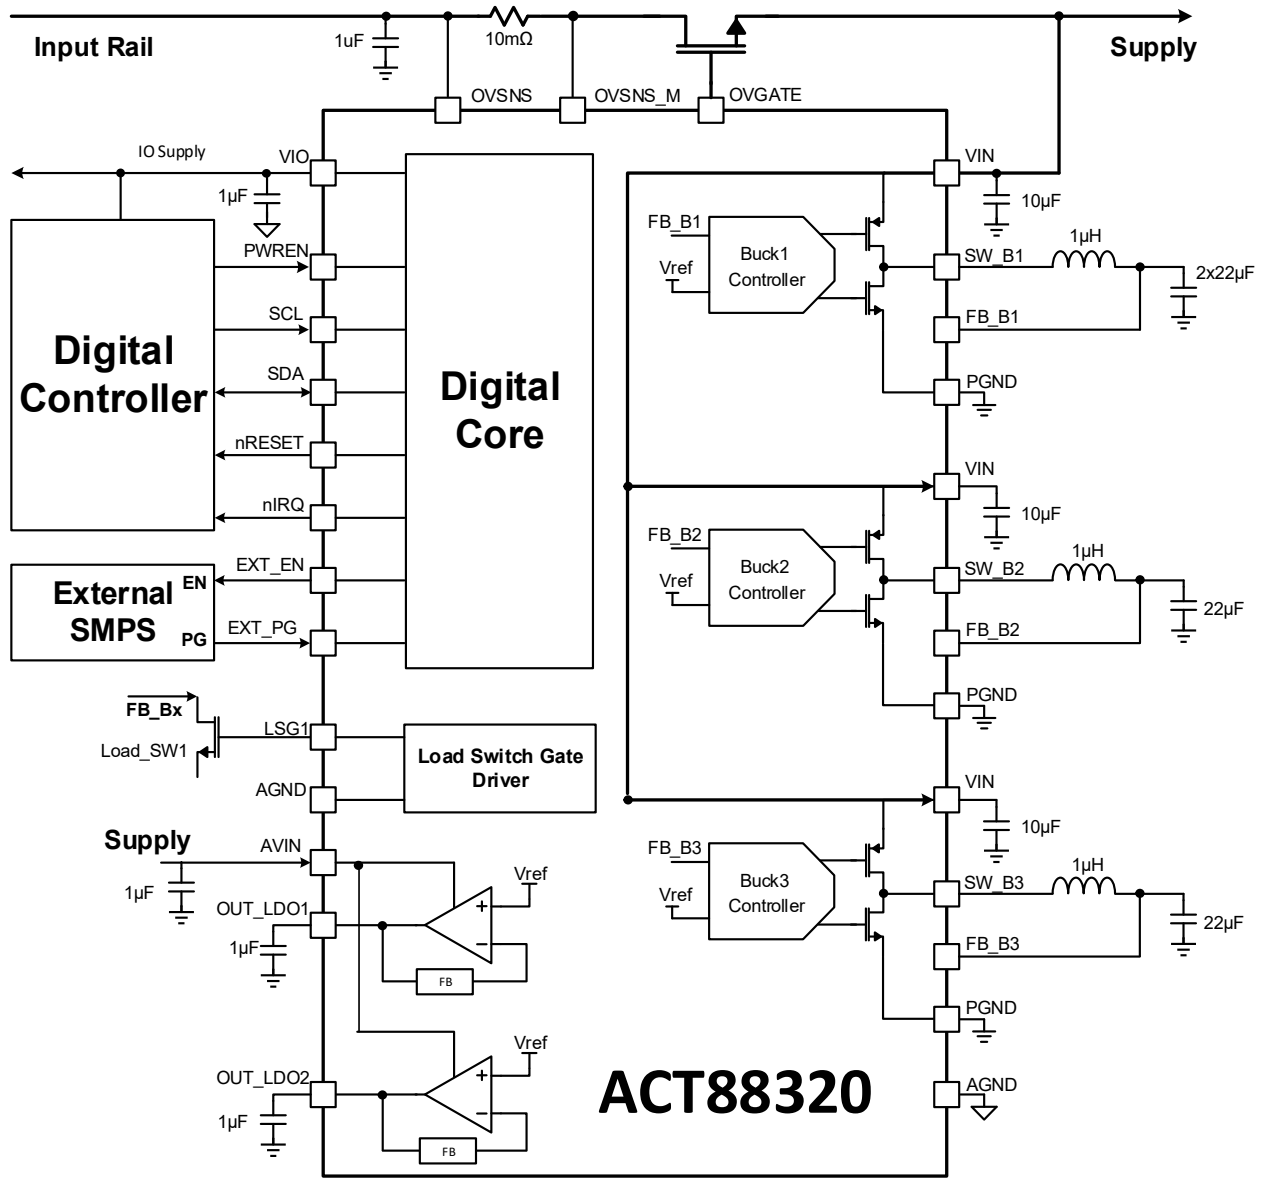 Input Rail
1uF
10mΩ
Supply
OVSNS
OVSNS_M
OVGATE
IO Supply
VIO
1µF
PWREN
SCL
SDA
nRESET
nIRQ
Digital
Controller
Digital
Core
External
SMPS
EN
PG
EXT_EN
EXT_PG
FB_Bx
Load_SW1
LSG1
AGND
Load Switch Gate
Driver
Supply
AVIN
1µF
OUT_LDO1
1µF
Vref
+
−
FB
OUT_LDO2
1µF
Vref
+
−
FB
VIN
10µF
FB_B1
Vref
Buck1
Controller
SW_B1
1µH
2x22µF
FB_B1
PGND
VIN
10µF
FB_B2
Vref
Buck2
Controller
SW_B2
1µH
22µF
FB_B2
PGND
VIN
10µF
FB_B3
Vref
Buck3
Controller
SW_B3
1µH
22µF
FB_B3
PGND
AGND
ACT88320